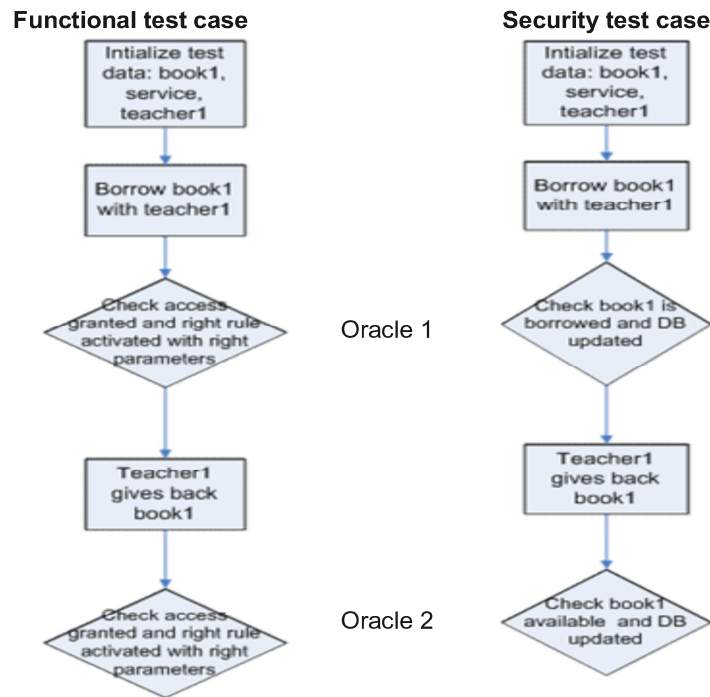 Functional test case
Intialize test
data: book1,
service,
teacher1
Borrow book1
with teacher1
Check access
granted and right rule
activated with right
parameters
Teacher1
gives back
book1
Check access
granted and right rule
activated with right
parameters
Oracle 1
Oracle 2
Security test case
Intialize test
data: book1,
service,
teacher1
Borrow book1
with teacher1
Check book1 is
borrowed and DB
updated
Teacher1
gives back
book1
Check book1
available and DB
updated